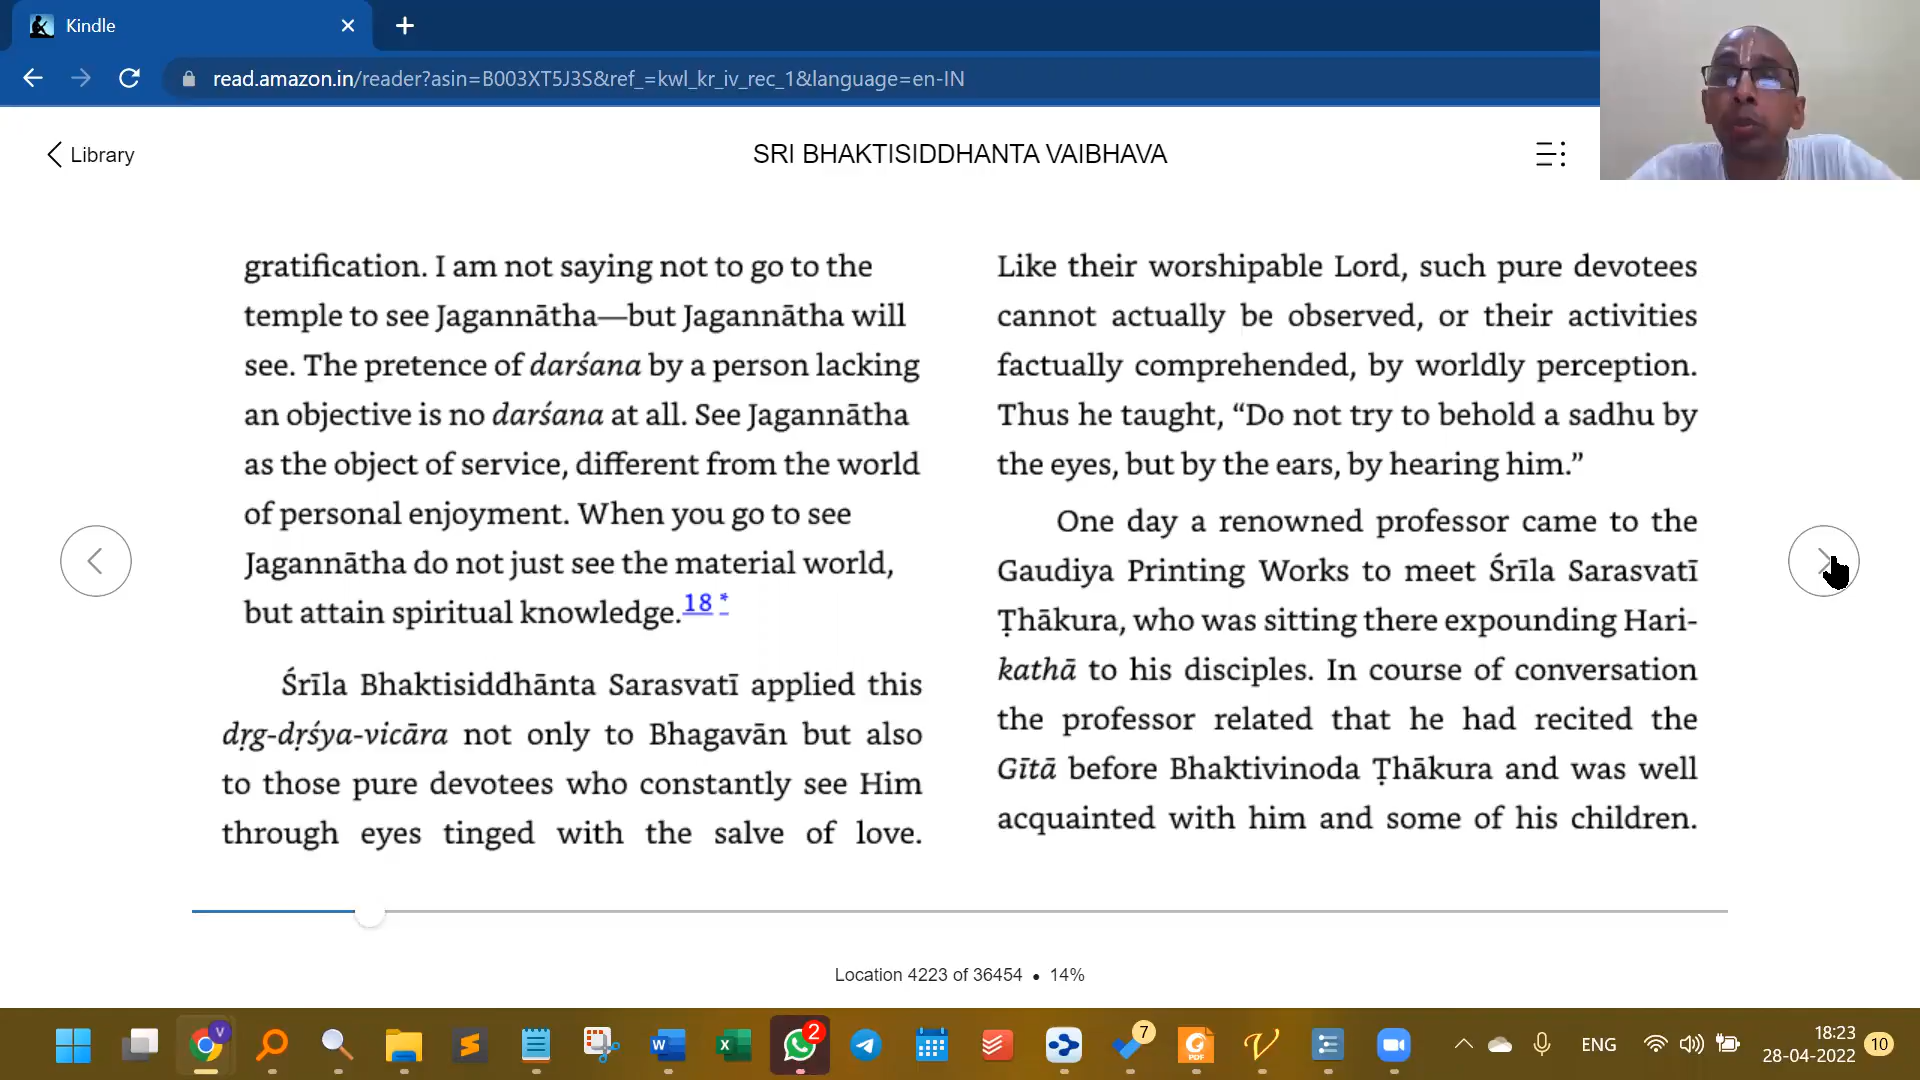 Kindle
read.amazon.in/reader?asin=B003XT5J3S&ref_=kwl_kr_iv_rec_1&language=en-IN
Library
SRI BHAKTISIDDHANTA VAIBHAVA
gratification. I am not saying not to go to the
temple to see Jagannātha—but Jagannātha will
see. The pretence of darśana by a person lacking
an objective is no darśana at all. See Jagannātha
as the object of service, different from the world
of personal enjoyment. When you go to see
Jagannātha do not just see the material world,
but attain spiritual knowledge.18 *
Śrīla Bhaktisiddhānta Sarasvatī applied this
dṛg-dṛśya-vicāra not only to Bhagavān but also
to those pure devotees who constantly see Him
through eyes tinged with the salve of love.
Like their worshipable Lord, such pure devotees
cannot actually be observed, or their activities
factually comprehended, by worldly perception.
Thus he taught, “Do not try to behold a sadhu by
the eyes, but by the ears, by hearing him.”
One day a renowned professor came to the
Gaudiya Printing Works to meet Śrīla Sarasvatī
Ṭhākura, who was sitting there expounding Hari-
kathā to his disciples. In course of conversation
the professor related that he had recited the
Gītā before Bhaktivinoda Ṭhākura and was well
acquainted with him and some of his children.
Location 4223 of 36454 • 14%
V
2
7
PDF
ENG
18:23
28-04-2022
10